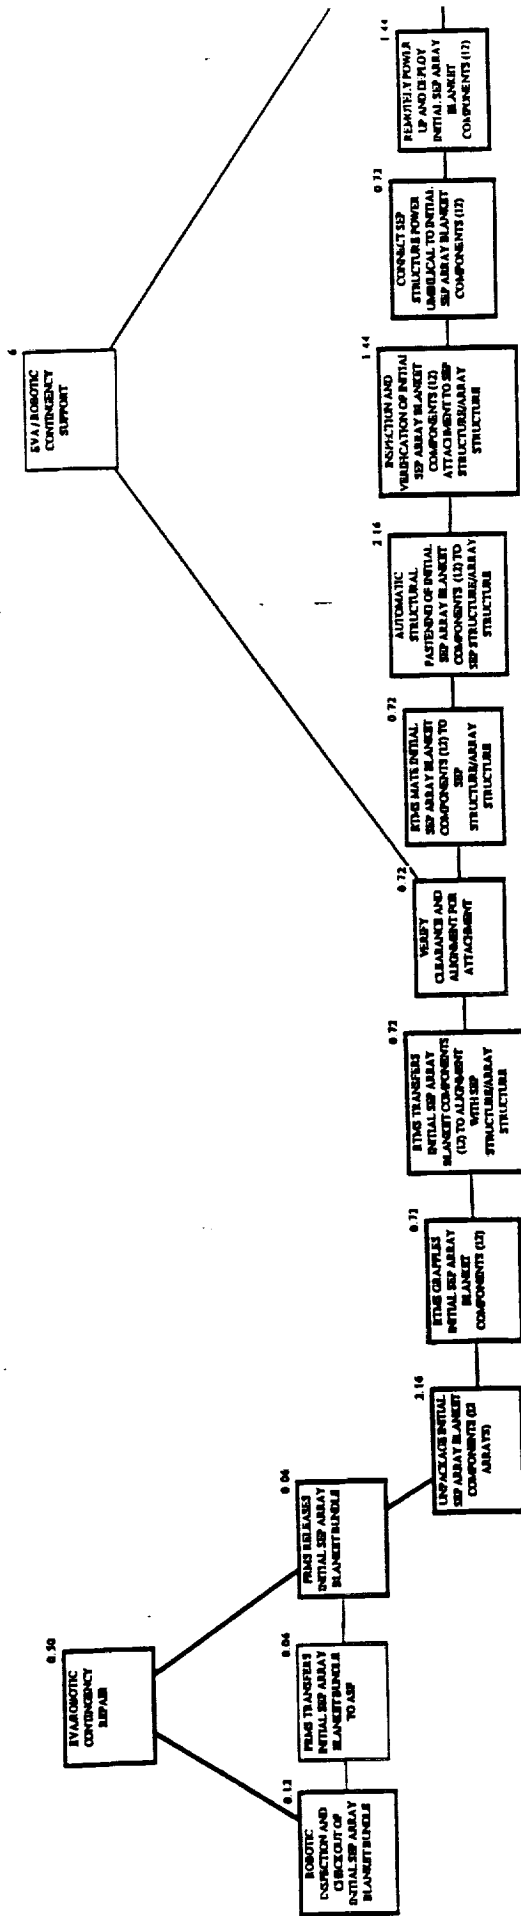 0.12
ROBOTIC
INSPECTION AND
CHECKOUT OF
INITIAL SEP ARRAY
BLANKET BUNDLE
0.50
EVA/ROBOTIC
CONTINGENCY
REPAIR
0.06
PRMS TRANSFERS
INITIAL SEP ARRAY
BLANKET BUNDLE
TO ASP
0.06
PRMS RELEASES
INITIAL SEP ARRAY
BLANKET BUNDLE
2.16
UNPACKAGE INITIAL
SEP ARRAY BLANKET
COMPONENTS (12
ARRAYS)
0.72
RTMS GRAPPLES
INITIAL SEP ARRAY
BLANKET
COMPONENTS (12)
0.72
RTMS TRANSFERS
INITIAL SEP ARRAY
BLANKET COMPONENTS
(12) TO ALIGNMENT
WITH SEP
STRUCTURE/ARRAY
STRUCTURE
0.72
VERIFY
CLEARANCE AND
ALIGNMENT FOR
ATTACHMENT
0.72
RTMS MATE INITIAL
SEP ARRAY BLANKET
COMPONENTS (12) TO
SEP
STRUCTURE/ARRAY
STRUCTURE
2.16
AUTOMATIC
STRUCTURAL
FASTENING OF INITIAL
SEP ARRAY BLANKET
COMPONENTS (12) TO
SEP STRUCTURE/ARRAY
STRUCTURE
6
EVA / ROBOTIC
CONTINGENCY
SUPPORT
1.44
INSPECTION AND
VERIFICATION OF INITIAL
SEP ARRAY BLANKET
COMPONENTS (12)
ATTACHMENT TO SEP
STRUCTURE/ARRAY
STRUCTURE
0.72
CONNECT SEP
STRUCTURE POWER
UMBILICAL TO INITIAL
SEP ARRAY BLANKET
COMPONENTS (12)
1.44
REMOTELY POWER
UP AND DEPLOY
INITIAL SEP ARRAY
BLANKET
COMPONENTS (12)